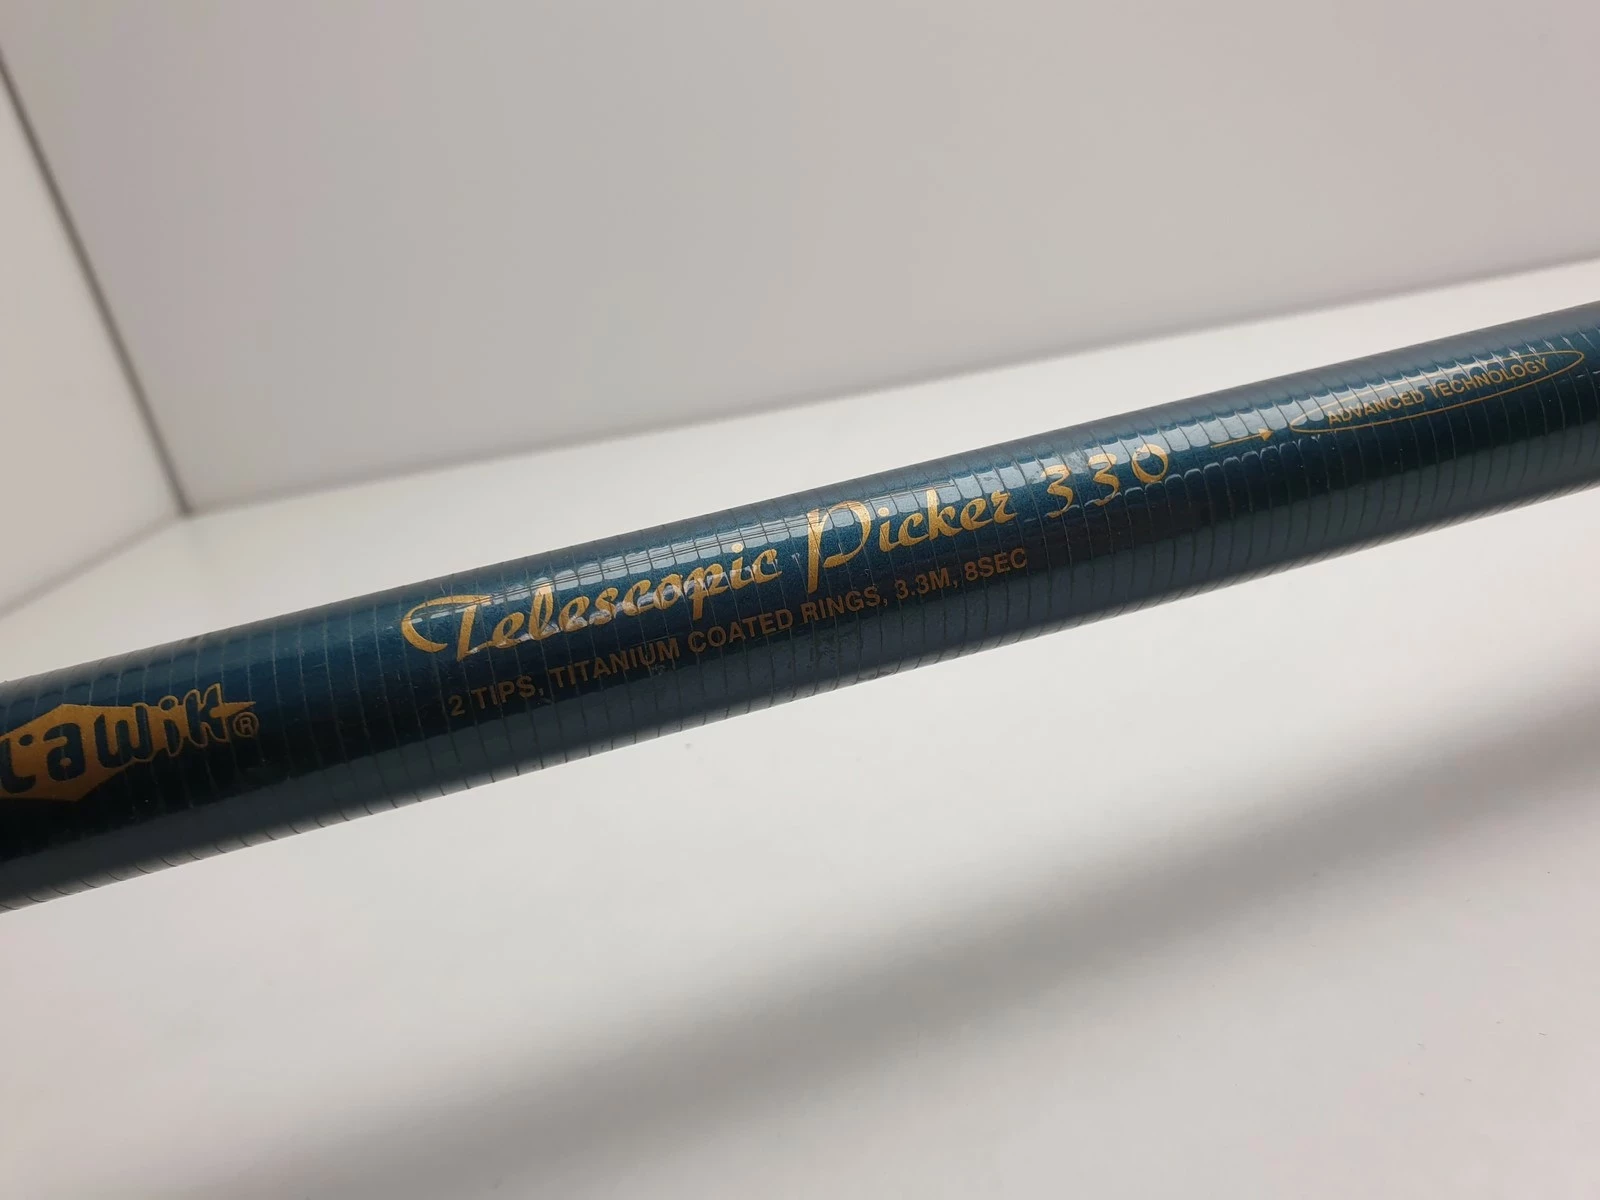 Telescopic Picker 330
2 TIPS, TITANIUM COATED RINGS, 3.3M, 8SEC
ADVANCED TECHNOLOGY